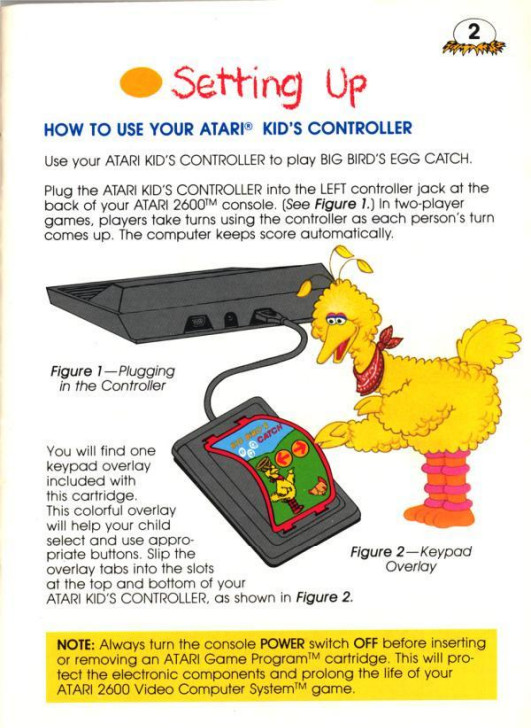 2
Setting Up
HOW TO USE YOUR ATARI® KID'S CONTROLLER
Use your ATARI KID'S CONTROLLER to play BIG BIRD'S EGG CATCH.
Plug the ATARI KID'S CONTROLLER into the LEFT controller jack at the
back of your ATARI 2600™ console. (See Figure 1.) In two-player
games, players take turns using the controller as each person's turn
comes up. The computer keeps score automatically.
Figure 1—Plugging
in the Controller
CATCH
You will find one
keypad overlay
included with
this cartridge.
This colorful overlay
will help your child
select and use appro-
priate buttons. Slip the
overlay tabs into the slots
at the top and bottom of your
ATARI KID'S CONTROLLER, as shown in Figure 2.
Figure 2—Keypad
Overlay
NOTE: Always turn the console POWER switch OFF before inserting
or removing an ATARI Game Program™ cartridge. This will pro-
tect the electronic components and prolong the life of your
ATARI 2600 Video Computer System™ game.